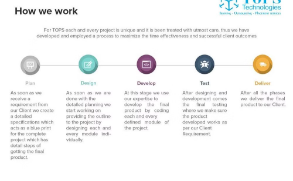 How we work
TOPS
Technologies
For TOPS each and every project is unique and it is been treated with utmost care, thus we have
developed and employed a process to maximize the time effectiveness and successful client outcomes
Plan
Design
Develop
Test
Deliver
As soon as we
receive a
requirement from
our Client we create
a detailed
specifications which
acts as a blue print
for the complete
project which has
detail steps of
getting the final
product.
As soon as we are
done with the
detailed planning we
start working on
providing the outline
to the project by
designing each and
every module
individually.
At this stage we use
our expertise to
develop the final
product by coding
each and every
defined module of
the project.
After designing and
development comes
the final testing
where we make sure
the product
developed works as
per our Client
Requirement.
After all the phases
we deliver the final
product to our Client.